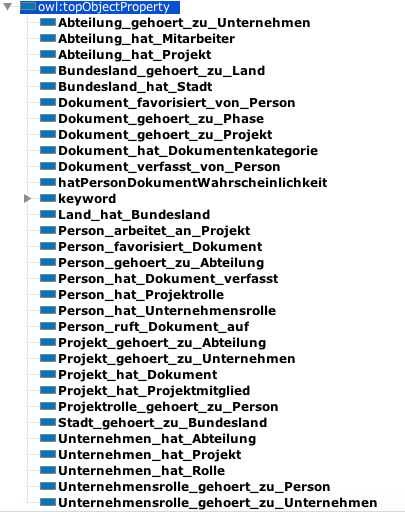 owl:topObjectProperty
Abteilung_gehoert_zu_Unternehmen
Abteilung_hat_Mitarbeiter
Abteilung_hat_Projekt
Bundesland_gehoert_zu_Land
Bundesland_hat_Stadt
Dokument_favorisiert_von_Person
Dokument_gehoert_zu_Phase
Dokument_gehoert_zu_Projekt
Dokument_hat_Dokumentenkategorie
Dokument_verfasst_von_Person
hatPersonDokumentWahrscheinlichkeit
keyword
Land_hat_Bundesland
Person_arbeitet_an_Projekt
Person_favorisiert_Dokument
Person_gehoert_zu_Abteilung
Person_hat_Dokument_verfasst
Person_hat_Projektrolle
Person_hat_Unternehmensrolle
Person_ruft_Dokument_auf
Projekt_gehoert_zu_Abteilung
Projekt_gehoert_zu_Unternehmen
Projekt_hat_Dokument
Projekt_hat_Projektmitglied
Projektrolle_gehoert_zu_Person
Stadt_gehoert_zu_Bundesland
Unternehmen_hat_Abteilung
Unternehmen_hat_Projekt
Unternehmen_hat_Rolle
Unternehmensrolle_gehoert_zu_Person
Unternehmensrolle_gehoert_zu_Unternehmen